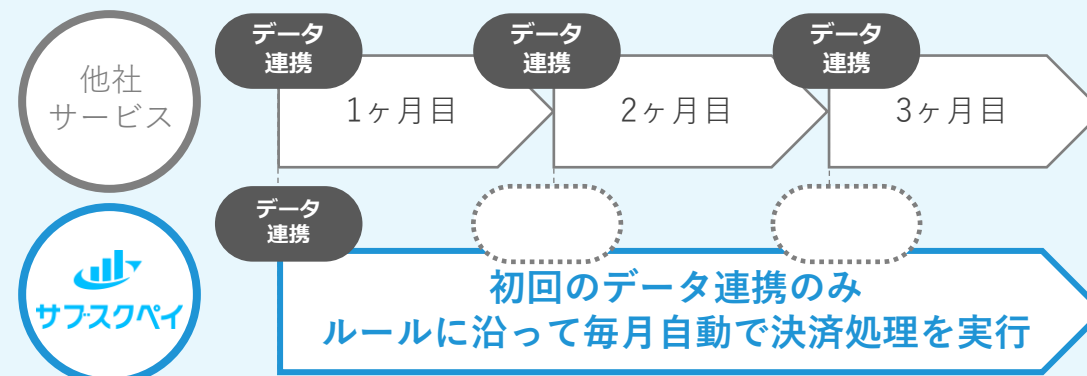 他社
サービス
データ
連携
データ
連携
データ
連携
1ヶ月目
2ヶ月目
3ヶ月目
サブスクペイ
データ
連携
初回のデータ連携のみ
ルールに沿って毎月自動で決済処理を実行